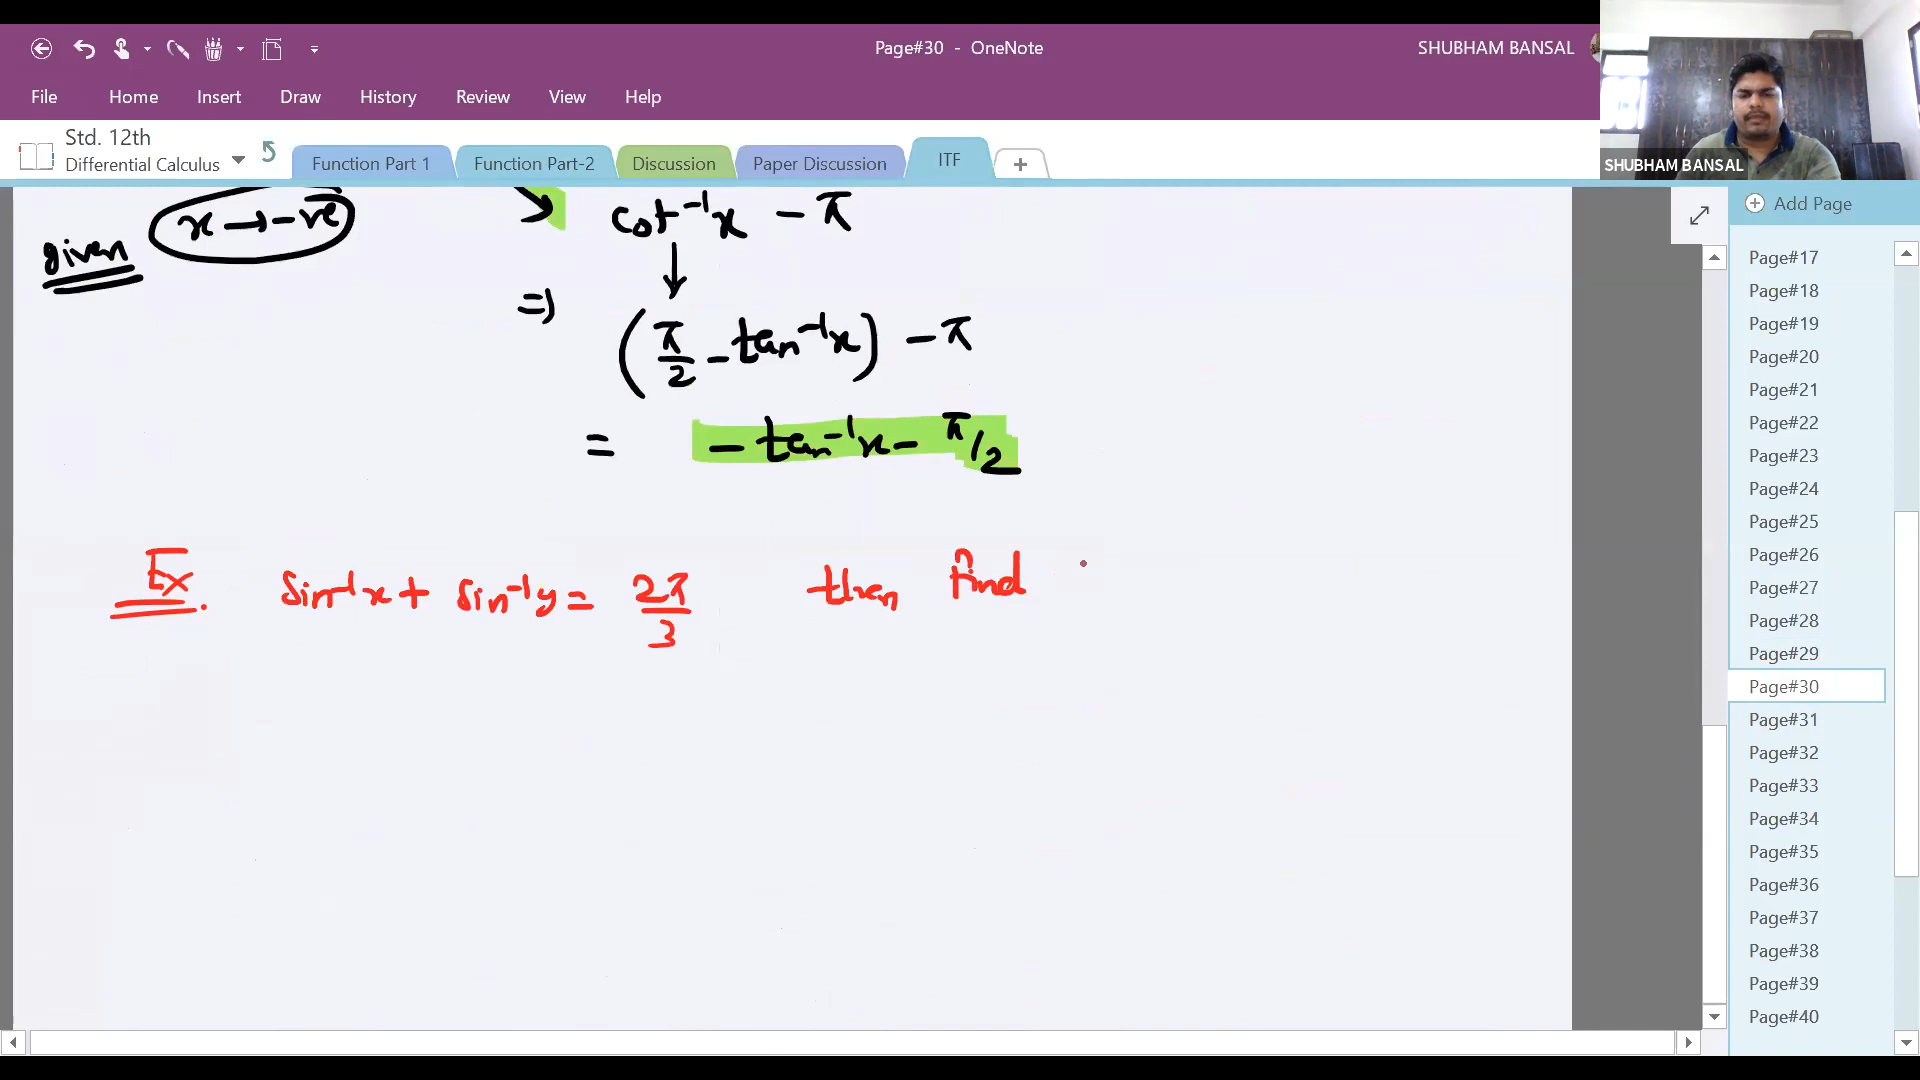 Page#30 - OneNote
SHUBHAM BANSAL
File Home Insert Draw History Review View Help
Std. 12th
Differential Calculus
Function Part 1
Function Part-2
Discussion
Paper Discussion
ITF
SHUBHAM BANSAL
Add Page
given
x → -ve
cot⁻¹x - π
⇒ (π/2 - tan⁻¹x) - π
= - tan⁻¹x - π/2
Ex. sin⁻¹x + sin⁻¹y = 2π/3 then find
Page#17
Page#18
Page#19
Page#20
Page#21
Page#22
Page#23
Page#24
Page#25
Page#26
Page#27
Page#28
Page#29
Page#30
Page#31
Page#32
Page#33
Page#34
Page#35
Page#36
Page#37
Page#38
Page#39
Page#40